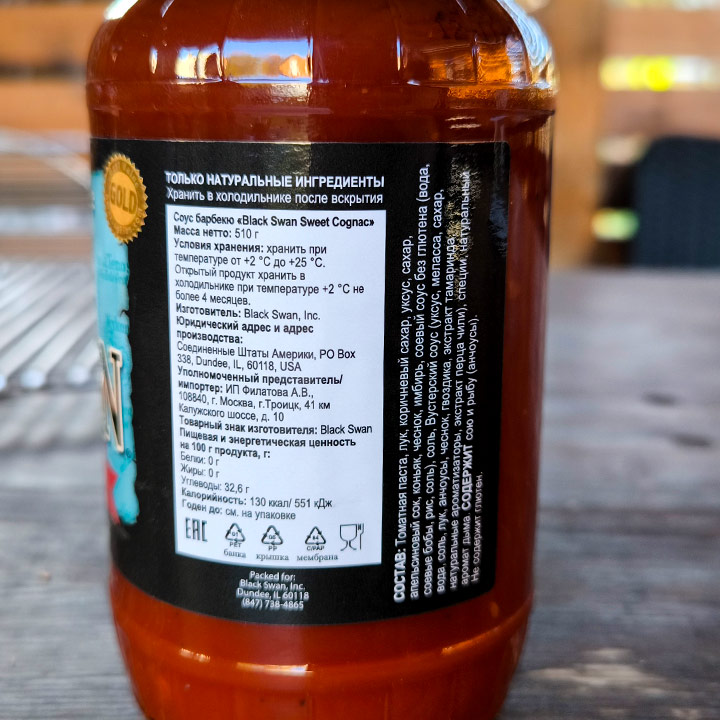 GOLD
N
ТОЛЬКО НАТУРАЛЬНЫЕ ИНГРЕДИЕНТЫ
Хранить в холодильнике после вскрытия
Соус барбекю «Black Swan Sweet Cognac»
Масса нетто: 510 г
Условия хранения: хранить при
температуре от +2 °С до +25 °С.
Открытый продукт хранить в
холодильнике при температуре +2 °С не
более 4 месяцев.
Изготовитель: Black Swan, Inc.
Юридический адрес и адрес
производства:
Соединенные Штаты Америки, PO Box
338, Dundee, IL, 60118, USA
Уполномоченный представитель/
импортер: ИП Филатова А.В.,
108840, г. Москва, г.Троицк, 41 км
Калужского шоссе, д. 10
Товарный знак изготовителя: Black Swan
Пищевая и энергетическая ценность
на 100 г продукта, г:
Белки: 0 г
Жиры: 0 г
Углеводы: 32,6 г
Калорийность: 130 ккал/ 551 кДж
Годен до: см. на упаковке
EAC
01
PET
банка
05
PP
крышка
84
C/PAP
мембрана
Packed for:
Black Swan, Inc.
Dundee, IL 60118
(847) 738-4865
СОСТАВ: Томатная паста, лук, коричневый сахар, уксус, сахар,
апельсиновый сок, коньяк, чеснок, имбирь, соевый соус без глютена (вода,
соевые бобы, рис, соль), соль, Вустерский соус (уксус, меласса, сахар,
вода, соль, лук, анчоусы, чеснок, гвоздика, экстракт тамаринда,
натуральные ароматизаторы, экстракт перца чили), специи, натуральный
аромат дыма. СОДЕРЖИТ сою и рыбу (анчоусы).
Не содержит глютен.